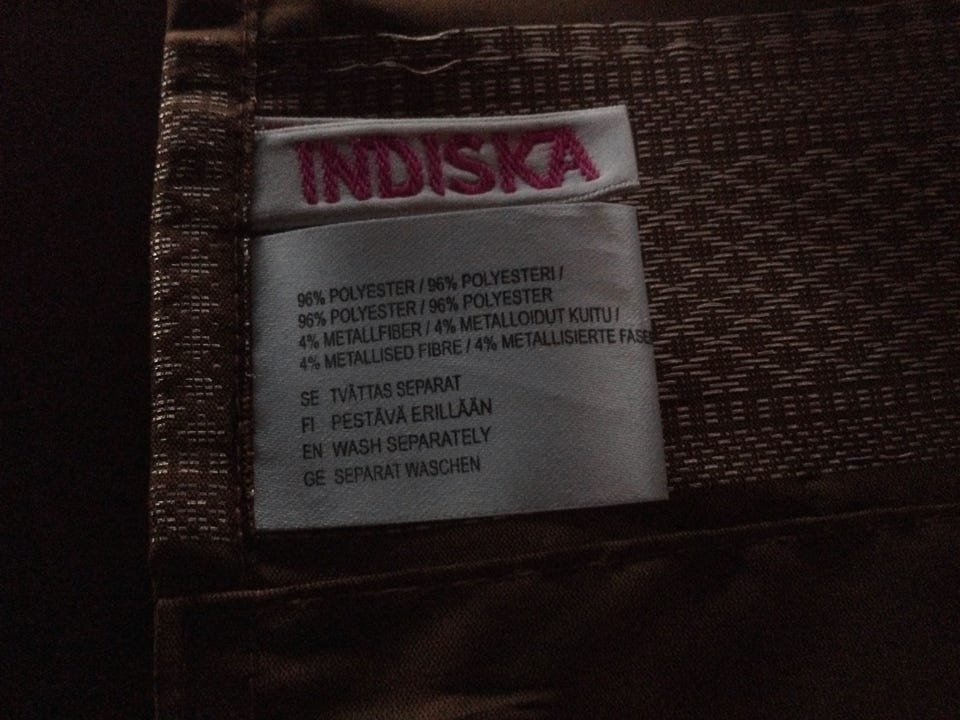 INDISKA
96% POLYESTER / 96% POLYESTERI /
96% POLYESTER / 96% POLYESTER
4% METALLFIBER / 4% METALLOIDUT KUITU /
4% METALLISED FIBRE / 4% METALLISIERTE FASE
SE TVÄTTAS SEPARAT
FI PESTÄVÄ ERILLÄÄN
EN WASH SEPARATELY
GE SEPARAT WASCHEN